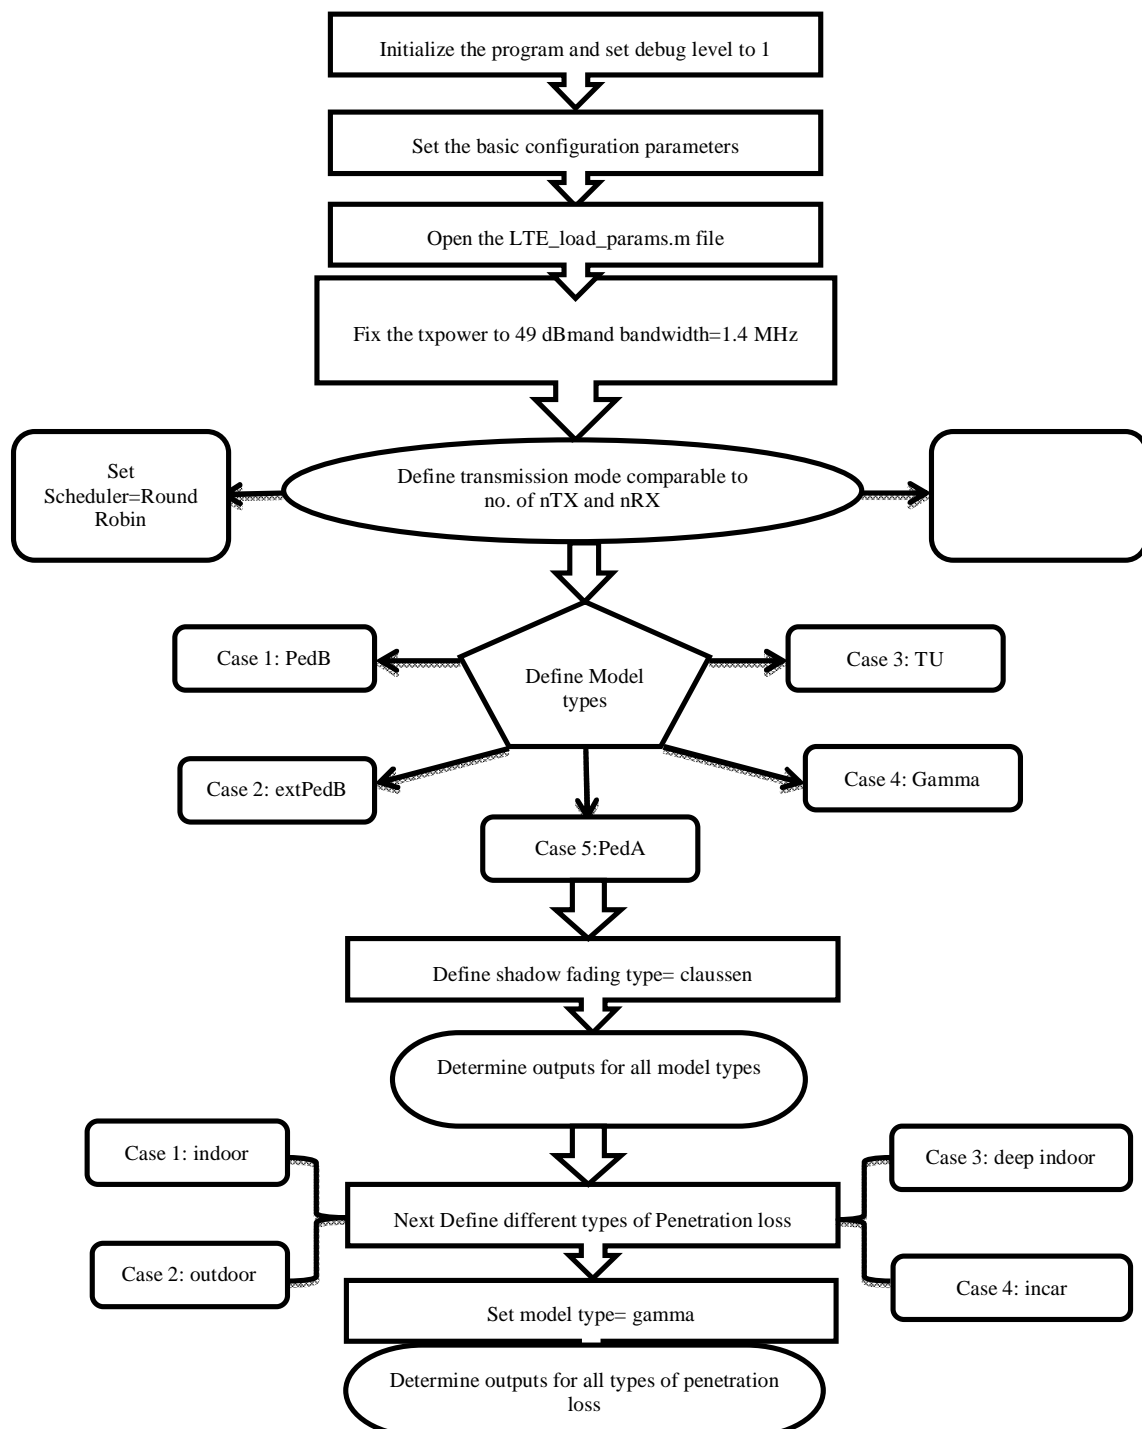 Initialize the program and set debug level to 1
Set the basic configuration parameters
Open the LTE_load_params.m file
Fix the txpower to 49 dBmand bandwidth=1.4 MHz
Set
Scheduler=Round
Robin
Define transmission mode comparable to
no. of nTX and nRX
Case 1: PedB
Case 3: TU
Define Model
types
Case 2: extPedB
Case 4: Gamma
Case 5:PedA
Define shadow fading type= claussen
Determine outputs for all model types
Case 1: indoor
Case 3: deep indoor
Next Define different types of Penetration loss
Case 2: outdoor
Case 4: incar
Set model type= gamma
Determine outputs for all types of penetration
loss